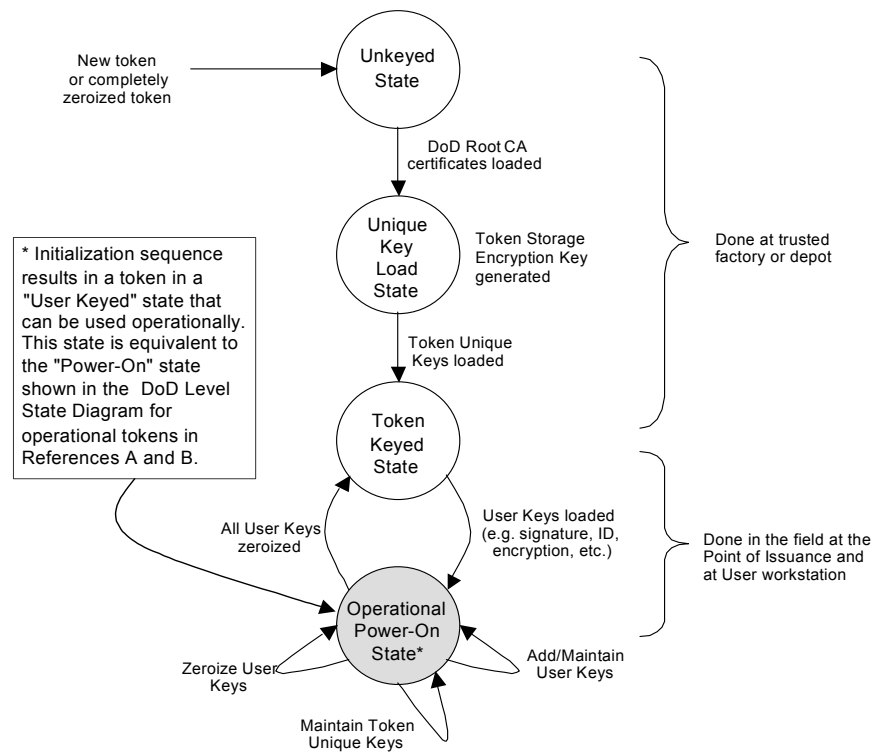 New token
or completely
zeroized token
Unkeyed
State
DoD Root CA
certificates loaded
Unique
Key
Load
State
Token Storage
Encryption Key
generated
Done at trusted
factory or depot
* Initialization sequence
results in a token in a
"User Keyed" state that
can be used operationally.
This state is equivalent to
the "Power-On" state
shown in the DoD Level
State Diagram for
operational tokens in
References A and B.
Token Unique
Keys loaded
Token
Keyed
State
All User Keys
zeroized
User Keys loaded
(e.g. signature, ID,
encryption, etc.)
Done in the field at the
Point of Issuance and
at User workstation
Operational
Power-On
State*
Zeroize User
Keys
Add/Maintain
User Keys
Maintain Token
Unique Keys